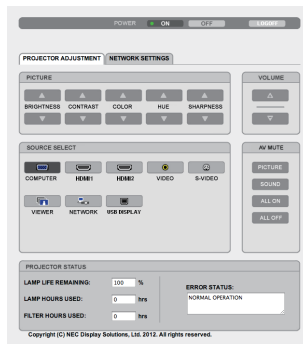 POWER ON OFF LOGOFF
PROJECTOR ADJUSTMENT NETWORK SETTINGS
PICTURE
VOLUME
BRIGHTNESS CONTRAST COLOR HUE SHARPNESS
SOURCE SELECT
AV MUTE
COMPUTER HDMI1 HDMI2 VIDEO S-VIDEO
PICTURE
SOUND
ALL ON
ALL OFF
VIEWER NETWORK USB DISPLAY
PROJECTOR STATUS
LAMP LIFE REMAINING: 100 %
LAMP HOURS USED: 0 hrs
FILTER HOURS USED: 0 hrs
ERROR STATUS:
NORMAL OPERATION
Copyright (C) NEC Display Solutions, Ltd. 2012. All rights reserved.